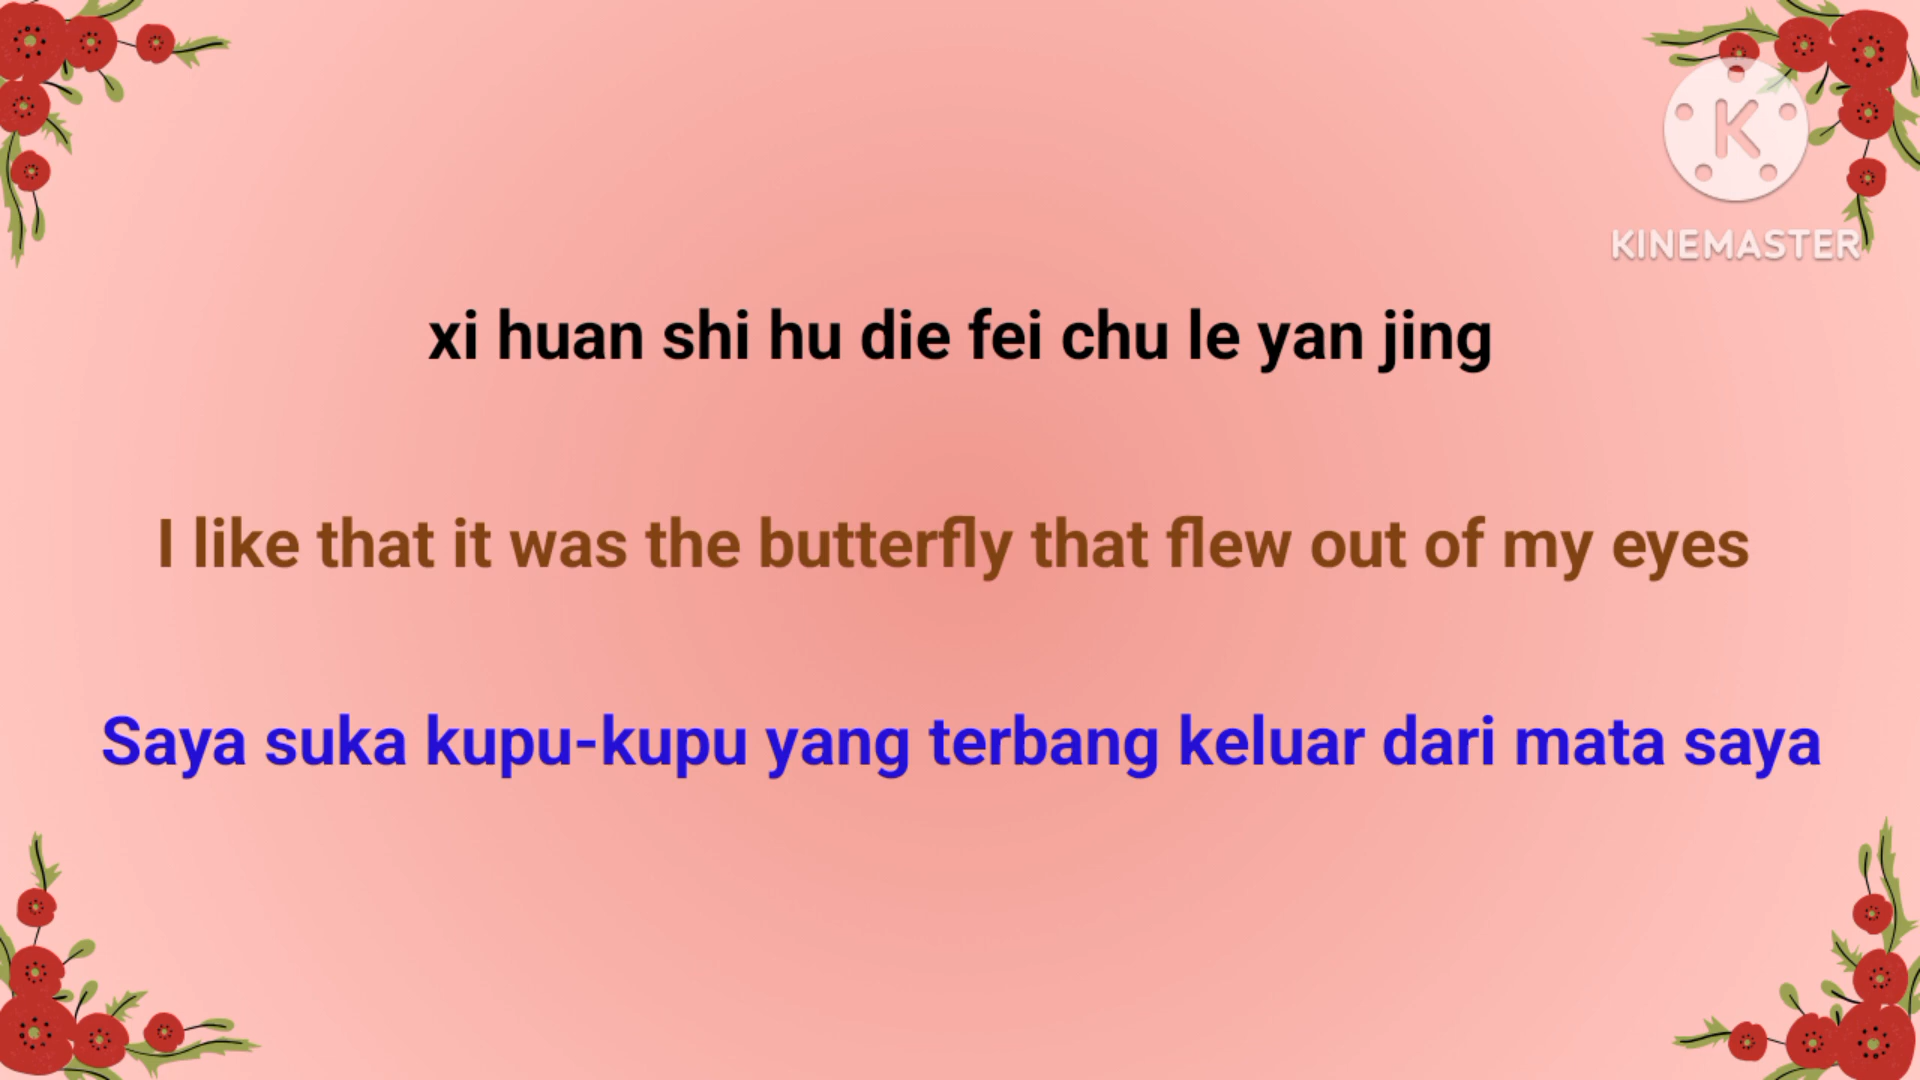 K
KINEMASTER
xi huan shi hu die fei chu le yan jing
I like that it was the butterfly that flew out of my eyes
Saya suka kupu-kupu yang terbang keluar dari mata saya